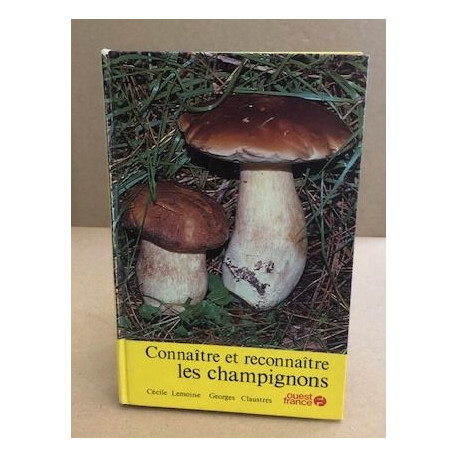 Connaître et reconnaître
les champignons
Cécile Lemoine Georges Claustres
ouest
france